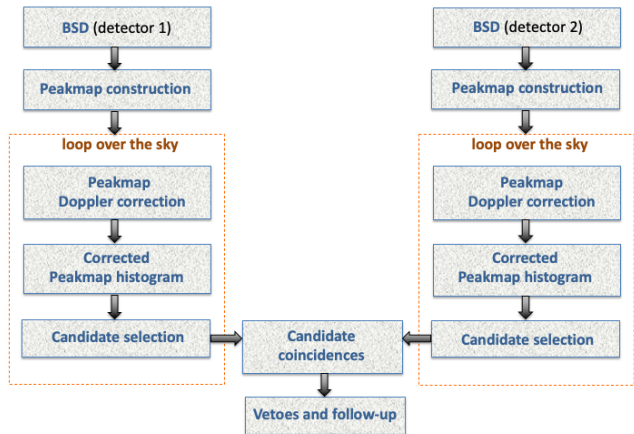 BSD (detector 1)
Peakmap construction
loop over the sky
Peakmap
Doppler correction
Corrected
Peakmap histogram
Candidate selection
BSD (detector 2)
Peakmap construction
loop over the sky
Peakmap
Doppler correction
Corrected
Peakmap histogram
Candidate selection
Candidate
coincidences
Vetoes and follow-up